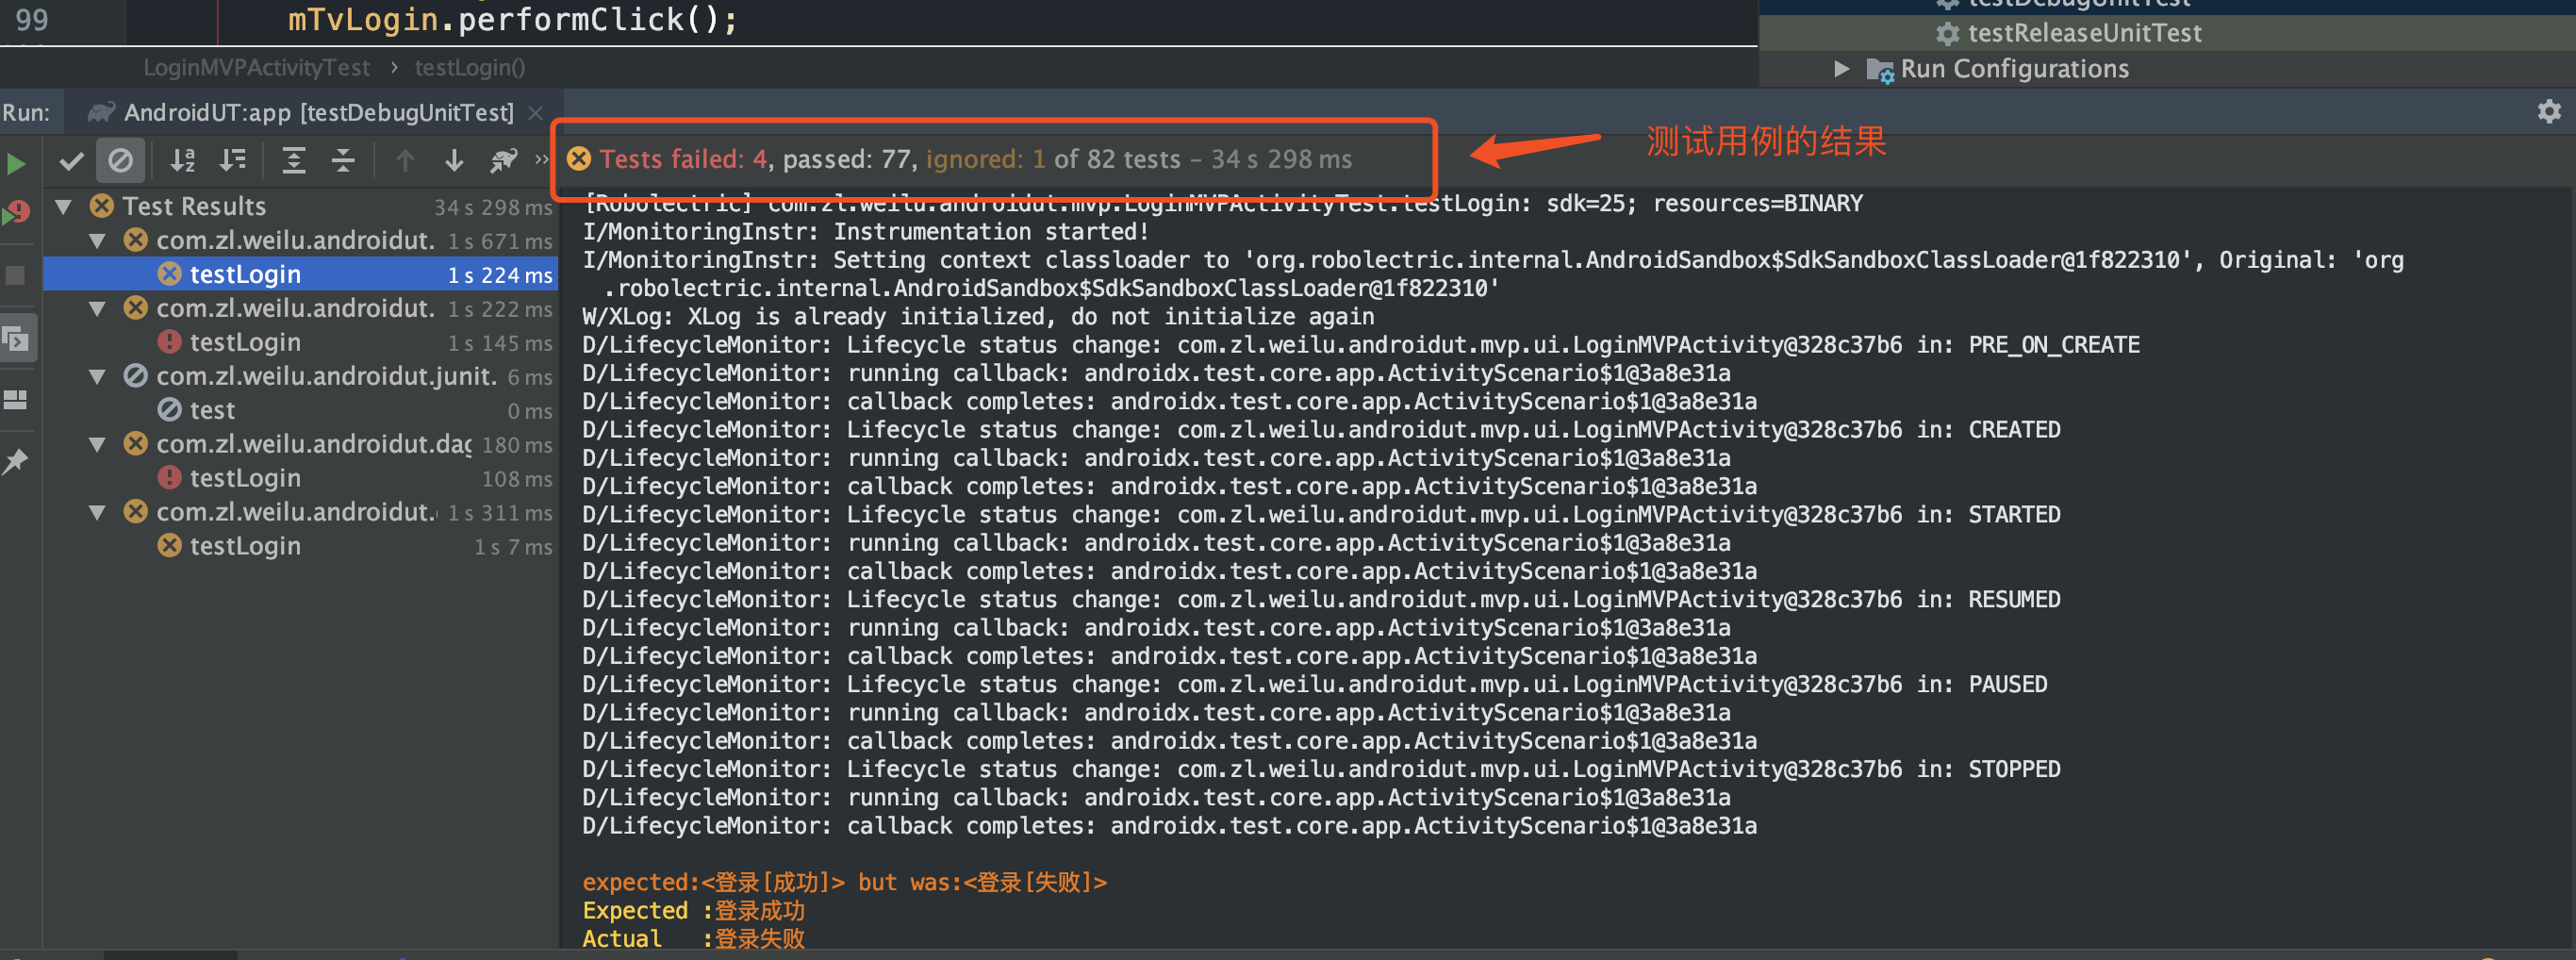 99 mTvLogin.performClick();
testDebugUnitTest
testReleaseUnitTest
LoginMVPActivityTest › testLogin()
Run Configurations
Run: AndroidUT:app [testDebugUnitTest] ×
Tests failed: 4, passed: 77, ignored: 1 of 82 tests – 34 s 298 ms
测试用例的结果
Test Results 34 s 298 ms
com.zl.weilu.androidut. 1 s 671 ms
testLogin 1 s 224 ms
com.zl.weilu.androidut. 1 s 222 ms
testLogin 1 s 145 ms
com.zl.weilu.androidut.junit. 6 ms
test 0 ms
com.zl.weilu.androidut.dag 180 ms
testLogin 108 ms
com.zl.weilu.androidut. 1 s 311 ms
testLogin 1 s 7 ms
[Robolectric] com.zl.weilu.androidut.mvp.LoginMVPActivityTest.testLogin: sdk=25; resources=BINARY
I/MonitoringInstr: Instrumentation started!
I/MonitoringInstr: Setting context classloader to 'org.robolectric.internal.AndroidSandbox$SdkSandboxClassLoader@1f822310', Original: 'org
.robolectric.internal.AndroidSandbox$SdkSandboxClassLoader@1f822310'
W/XLog: XLog is already initialized, do not initialize again
D/LifecycleMonitor: Lifecycle status change: com.zl.weilu.androidut.mvp.ui.LoginMVPActivity@328c37b6 in: PRE_ON_CREATE
D/LifecycleMonitor: running callback: androidx.test.core.app.ActivityScenario$1@3a8e31a
D/LifecycleMonitor: callback completes: androidx.test.core.app.ActivityScenario$1@3a8e31a
D/LifecycleMonitor: Lifecycle status change: com.zl.weilu.androidut.mvp.ui.LoginMVPActivity@328c37b6 in: CREATED
D/LifecycleMonitor: running callback: androidx.test.core.app.ActivityScenario$1@3a8e31a
D/LifecycleMonitor: callback completes: androidx.test.core.app.ActivityScenario$1@3a8e31a
D/LifecycleMonitor: Lifecycle status change: com.zl.weilu.androidut.mvp.ui.LoginMVPActivity@328c37b6 in: STARTED
D/LifecycleMonitor: running callback: androidx.test.core.app.ActivityScenario$1@3a8e31a
D/LifecycleMonitor: callback completes: androidx.test.core.app.ActivityScenario$1@3a8e31a
D/LifecycleMonitor: Lifecycle status change: com.zl.weilu.androidut.mvp.ui.LoginMVPActivity@328c37b6 in: RESUMED
D/LifecycleMonitor: running callback: androidx.test.core.app.ActivityScenario$1@3a8e31a
D/LifecycleMonitor: callback completes: androidx.test.core.app.ActivityScenario$1@3a8e31a
D/LifecycleMonitor: Lifecycle status change: com.zl.weilu.androidut.mvp.ui.LoginMVPActivity@328c37b6 in: PAUSED
D/LifecycleMonitor: running callback: androidx.test.core.app.ActivityScenario$1@3a8e31a
D/LifecycleMonitor: callback completes: androidx.test.core.app.ActivityScenario$1@3a8e31a
D/LifecycleMonitor: Lifecycle status change: com.zl.weilu.androidut.mvp.ui.LoginMVPActivity@328c37b6 in: STOPPED
D/LifecycleMonitor: running callback: androidx.test.core.app.ActivityScenario$1@3a8e31a
D/LifecycleMonitor: callback completes: androidx.test.core.app.ActivityScenario$1@3a8e31a
expected:<登录[成功]> but was:<登录[失败]>
Expected :登录成功
Actual :登录失败